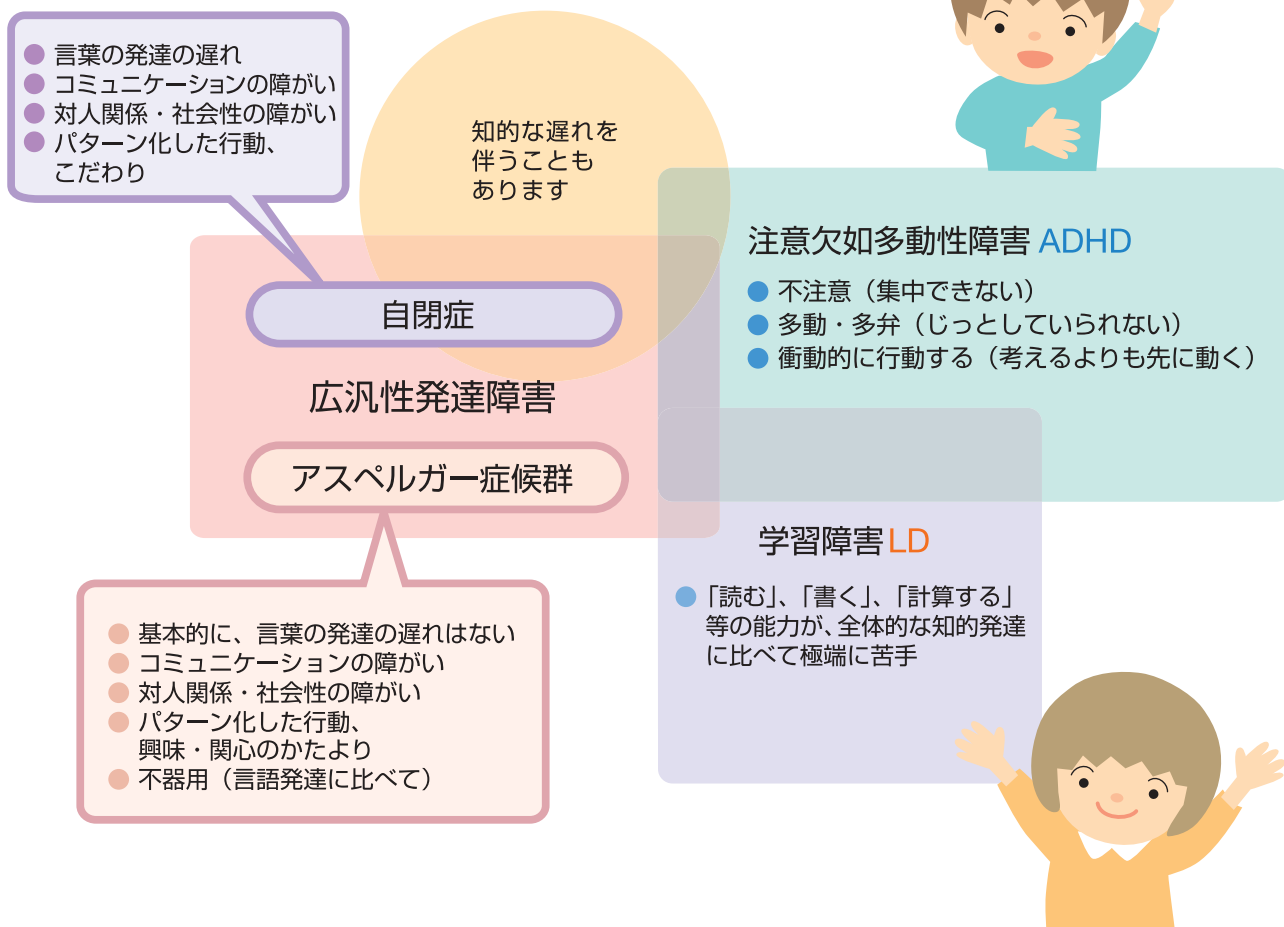 ● 言葉の発達の遅れ
● コミュニケーションの障がい
● 対人関係・社会性の障がい
● パターン化した行動、
こだわり
知的な遅れを
伴うことも
あります
自閉症
広汎性発達障害
アスペルガー症候群
● 基本的に、言葉の発達の遅れはない
● コミュニケーションの障がい
● 対人関係・社会性の障がい
● パターン化した行動、
興味・関心のかたより
● 不器用（言語発達に比べて）
注意欠如多動性障害 ADHD
● 不注意（集中できない）
● 多動・多弁（じっとしていられない）
● 衝動的に行動する（考えるよりも先に動く）
学習障害 LD
● 「読む」、「書く」、「計算する」
等の能力が、全体的な知的発達
に比べて極端に苦手